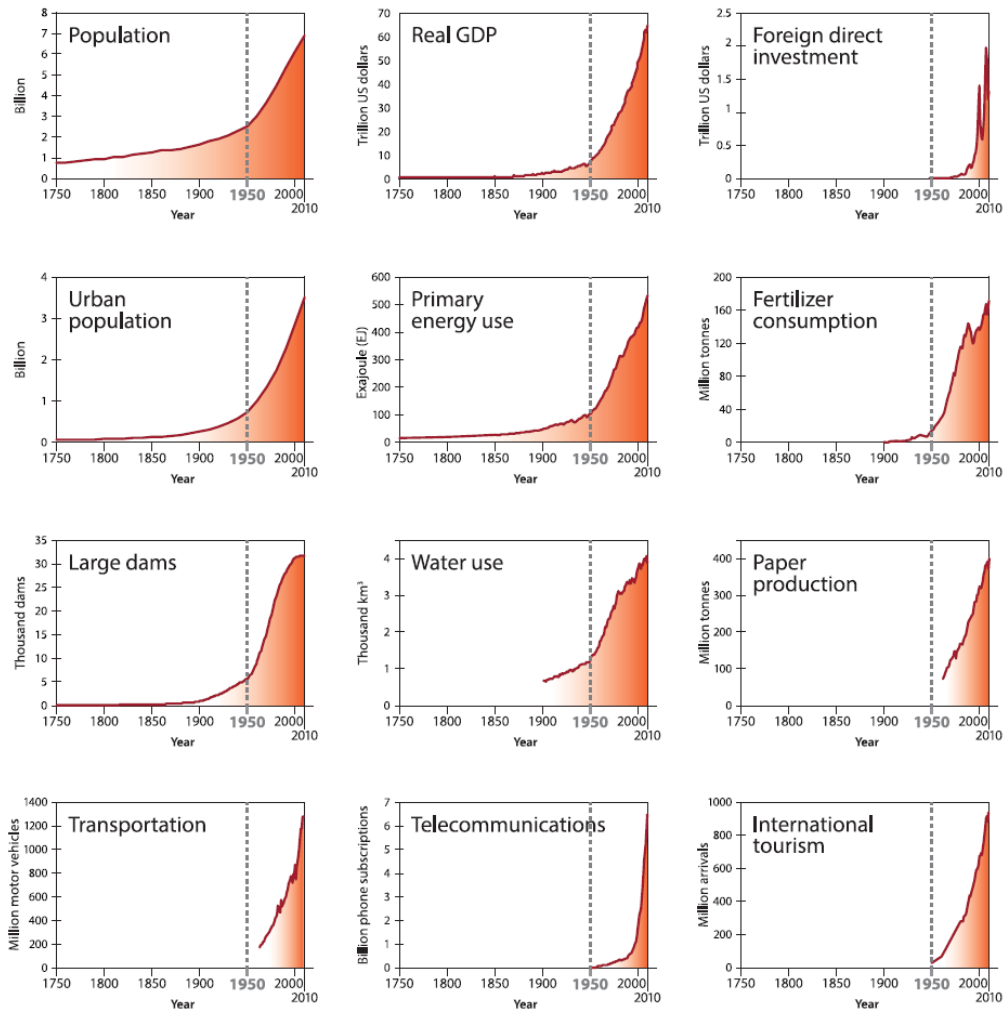 Population
Billion
8
7
6
5
4
3
2
1
0
1750 1800 1850 1900 1950 2000
2010
Year
Real GDP
Trillion US dollars
70
60
50
40
30
20
10
0
1750 1800 1850 1900 1950 2000
2010
Year
Foreign direct
investment
Trillion US dollars
2.5
2
1.5
1
0.5
0
1750 1800 1850 1900 1950 2000
2010
Year
Urban
population
Billion
4
3
2
1
0
1750 1800 1850 1900 1950 2000
2010
Year
Primary
energy use
Exajoule (EJ)
600
500
400
300
200
100
0
1750 1800 1850 1900 1950 2000
2010
Year
Fertilizer
consumption
Million tonnes
200
160
120
80
40
0
1750 1800 1850 1900 1950 2000
2010
Year
Large dams
Thousand dams
35
30
25
20
15
10
5
0
1750 1800 1850 1900 1950 2000
2010
Year
Water use
Thousand km³
4
3
2
1
0
1750 1800 1850 1900 1950 2000
2010
Year
Paper
production
Million tonnes
400
300
200
100
0
1750 1800 1850 1900 1950 2000
2010
Year
Transportation
Million motor vehicles
1400
1200
1000
800
600
400
200
0
1750 1800 1850 1900 1950 2000
2010
Year
Telecommunications
Billion phone subscriptions
7
6
5
4
3
2
1
0
1750 1800 1850 1900 1950 2000
2010
Year
International
tourism
Million arrivals
1000
800
600
400
200
0
1750 1800 1850 1900 1950 2000
2010
Year